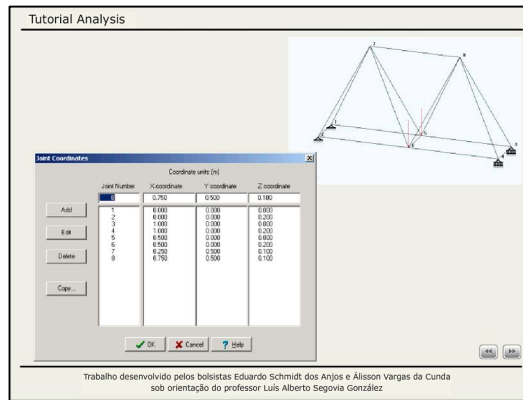 Tutorial Analysis
Joint Coordinates
Coordinate units: [m]
Joint Number X coordinate Y coordinate Z coordinate
8 0.750 0.500 0.100
1 0.000 0.000 0.000
2 0.000 0.000 0.200
3 1.000 0.000 0.000
4 1.000 0.000 0.200
5 0.500 0.000 0.000
6 0.500 0.000 0.200
7 0.250 0.500 0.100
8 0.750 0.500 0.100
Add
Edit
Delete
Copy...
OK Cancel Help
Trabalho desenvolvido pelos bolsistas Eduardo Schmidt dos Anjos e Álisson Vargas da Cunda
sob orientação do professor Luís Alberto Segovia González